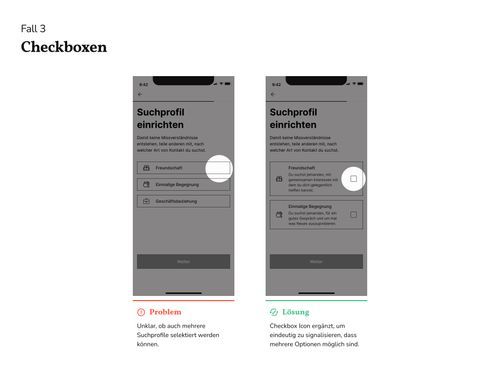 Fall 3
Checkboxen
9:42
Suchprofil
einrichten
Damit keine Missverständnisse
entstehen, teile anderen mit, nach
welcher Art von Kontakt du suchst.
Freundschaft
Einmalige Begegnung
Geschäftsbeziehung
Weiter
Problem
Unklar, ob auch mehrere
Suchprofile selektiert werden
können.
9:42
Suchprofil
einrichten
Damit keine Missverständnisse
entstehen, teile anderen mit, nach
welcher Art von Kontakt du suchst.
Freundschaft
Du suchst jemanden, mit
gemeinsamen Interessen mit
dem du dich gelegentlich
treffen kannst.
Einmalige Begegnung
Du suchst jemanden, für ein
gutes Gespräch und um mal
was Neues auszuprobieren.
Weiter
Lösung
Checkbox Icon ergänzt, um
eindeutig zu signalisieren, dass
mehrere Optionen möglich sind.